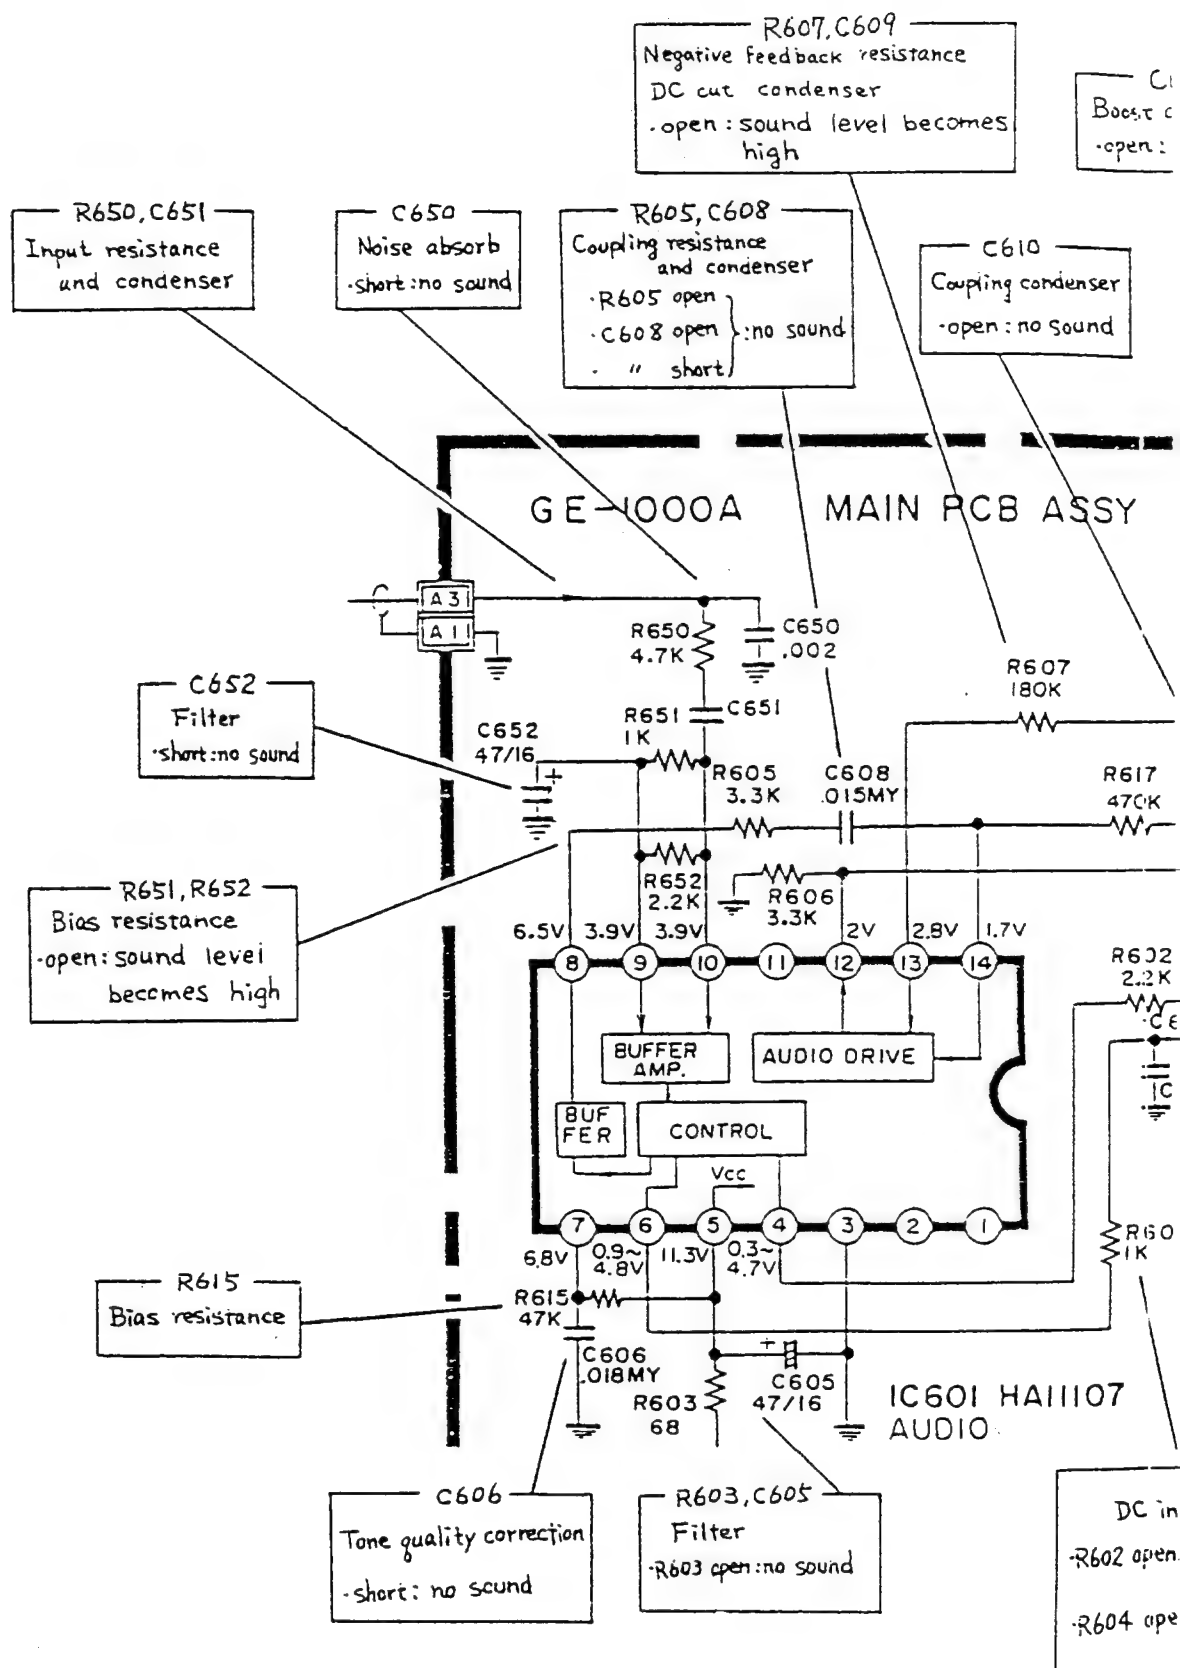 R607, C609
Negative feedback resistance
DC cut condenser
·open: sound level becomes
high
Boost c
·open:
R650, C651
Input resistance
and condenser
C650
Noise absorb
·short: no sound
R605, C608
Coupling resistance
and condenser
·R605 open
·C608 open }: no sound
· " short
C610
Coupling condenser
·open: no sound
GE-1000A MAIN PCB ASSY
A3
A1
R650
4.7K
C650
.002
R607
180K
C652
Filter
·short: no sound
C652
47/16
+
R651
1K
C651
R605
3.3K
C608
.015MY
R617
470K
R651, R652
Bias resistance
·open: sound level
becomes high
R652
2.2K
R606
3.3K
6.5V 3.9V 3.9V 2V 2.8V 1.7V
8 9 10 11 12 13 14
R602
2.2K
BUFFER
AMP.
AUDIO DRIVE
BUF
FER
CONTROL
Vcc
7 6 5 4 3 2 1
6.8V 0.9~
4.8V 11.3V 0.3~
4.7V
R60
1K
R615
Bias resistance
R615
47K
C606
.018MY
R603
68
+
C605
47/16
IC601 HA11107
AUDIO
C606
Tone quality correction
·short: no sound
R603, C605
Filter
·R603 open: no sound
DC in
·R602 open
·R604 ope